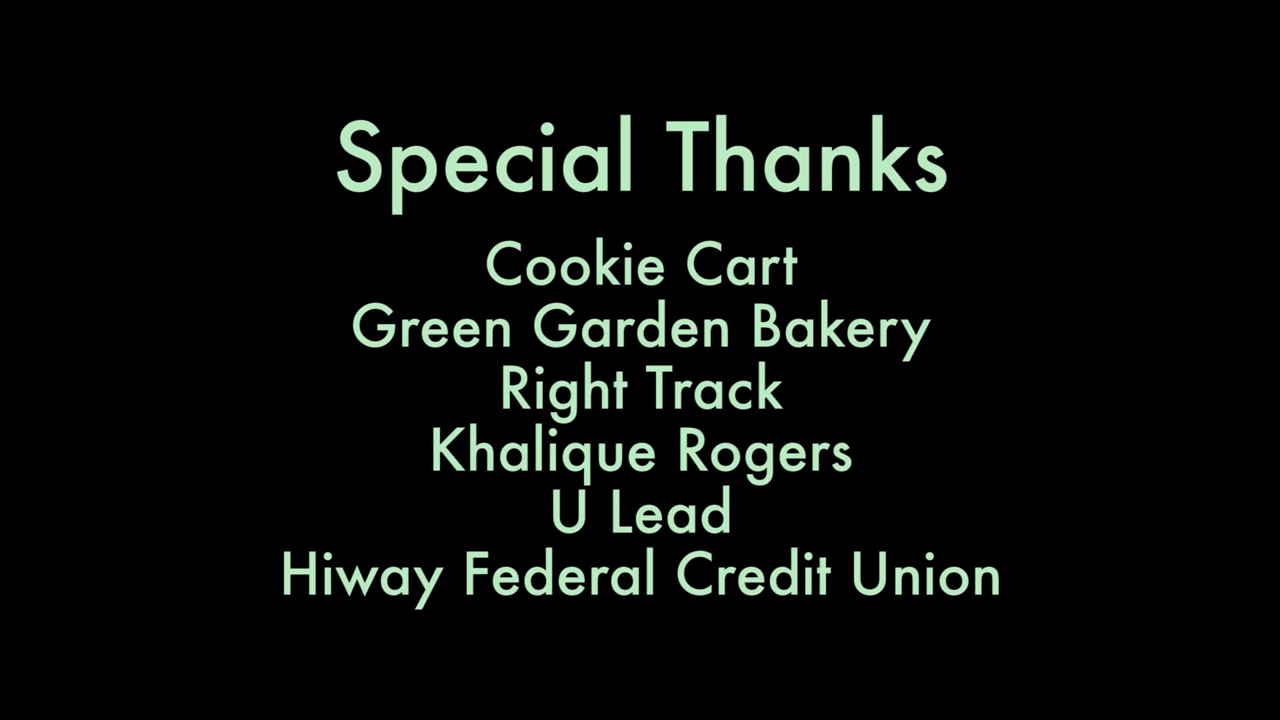 Special Thanks
Cookie Cart
Green Garden Bakery
Right Track
Khalique Rogers
U Lead
Hiway Federal Credit Union